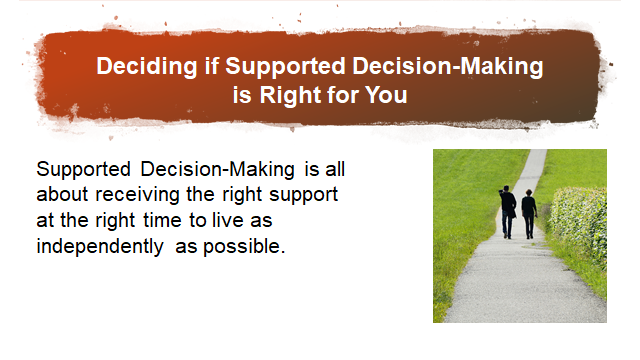 Deciding if Supported Decision-Making
is Right for You
Supported Decision-Making is all
about receiving the right support
at the right time to live as
independently as possible.